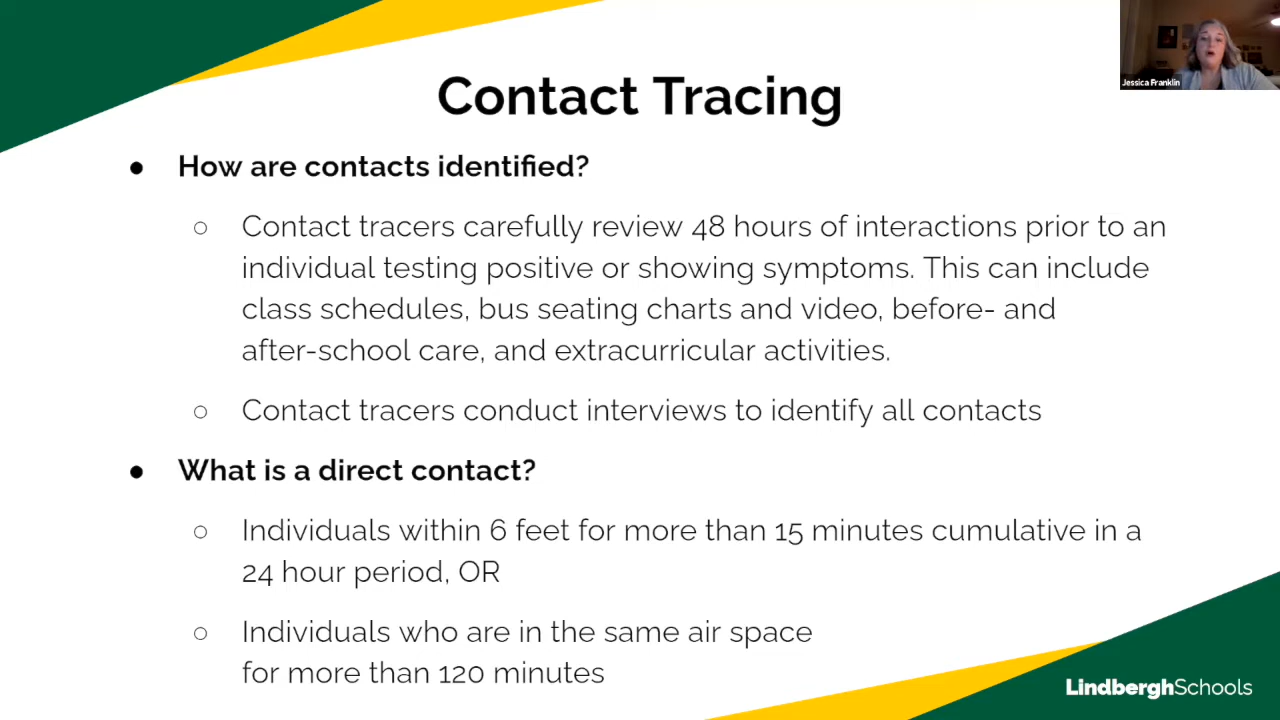 Jessica Franklin
Contact Tracing
● How are contacts identified?
○ Contact tracers carefully review 48 hours of interactions prior to an
individual testing positive or showing symptoms. This can include
class schedules, bus seating charts and video, before- and
after-school care, and extracurricular activities.
○ Contact tracers conduct interviews to identify all contacts
● What is a direct contact?
○ Individuals within 6 feet for more than 15 minutes cumulative in a
24 hour period, OR
○ Individuals who are in the same air space
for more than 120 minutes
LindberghSchools